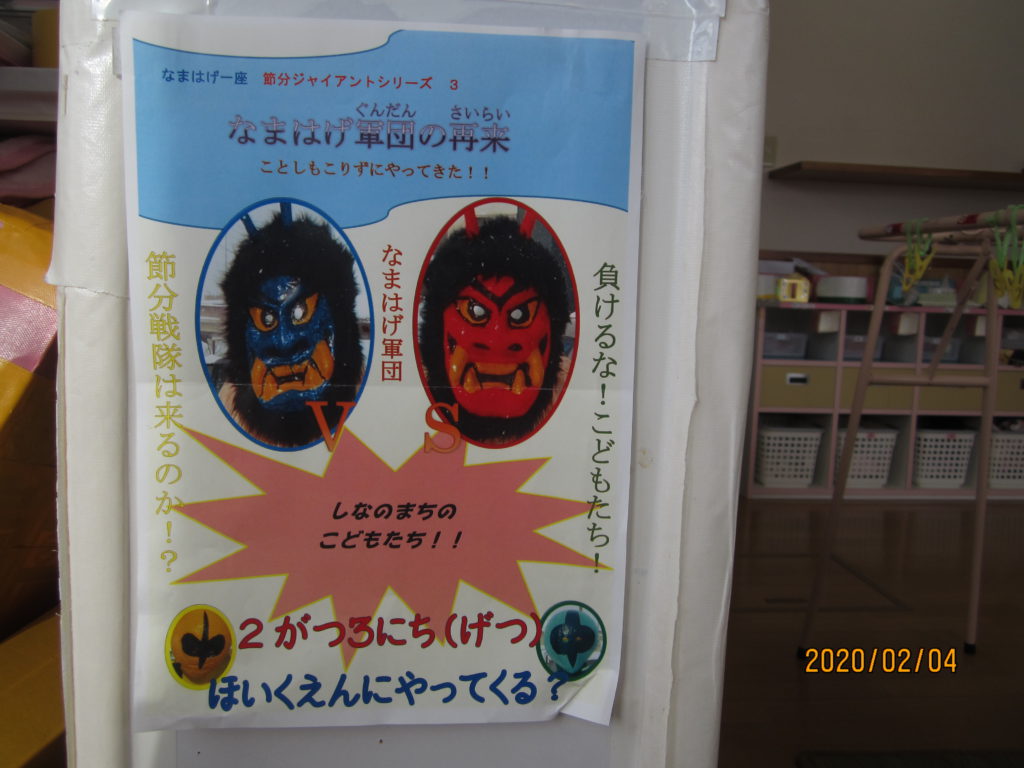 なまはげ一座 節分ジャイアントシリーズ 3
ぐんだん さいらい
なまはげ軍団の再来
ことしもこりずにやってきた!!
負けるな!こどもたち!
なまはげ軍団
節分戦隊は来るのか!?
VS
しなのまちの
こどもたち!!
2がつ3にち(げつ)
ほいくえんにやってくる?
2020/02/04